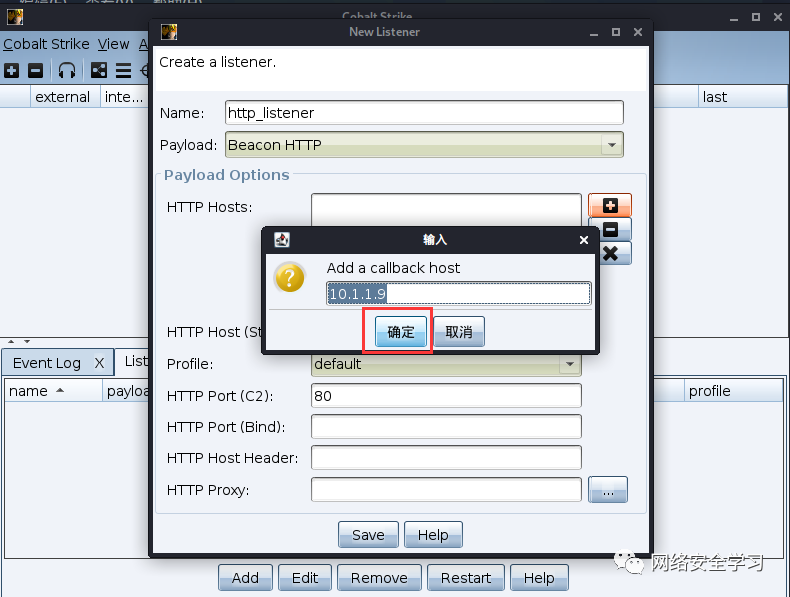 Cobalt Strike
New Listener
Cobalt Strike View A
external inte... last
Create a listener.
Name: http_listener
Payload: Beacon HTTP
Payload Options
HTTP Hosts:
输入
Add a callback host
10.1.1.9
确定 取消
HTTP Host (St
Profile: default
HTTP Port (C2): 80
HTTP Port (Bind):
HTTP Host Header:
HTTP Proxy: ...
Save Help
Event Log X List
name payloa profile
Add Edit Remove Restart Help
网络安全学习